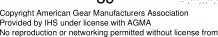 Copyright American Gear Manufacturers Association
Provided by IHS under license with AGMA
No reproduction or networking permitted without license from